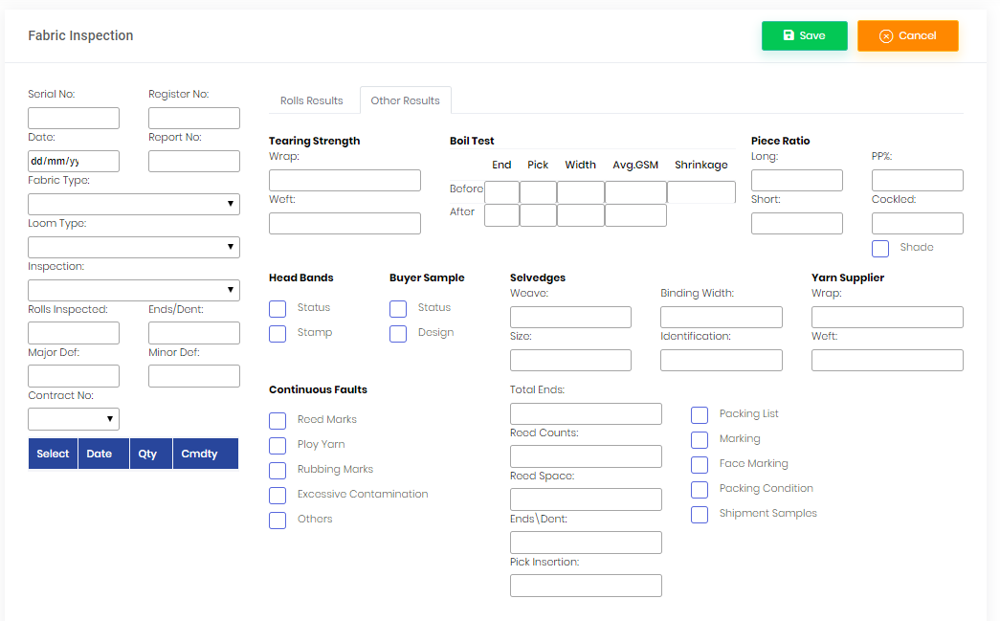 Fabric Inspection
Save
Cancel
Serial No:
Register No:
Date:
Report No:
dd/mm/yy
Fabric Type:
Loom Type:
Inspection:
Rolls Inspected:
Ends/Dent:
Major Def:
Minor Def:
Contract No:
Select Date Qty Cmdty
Rolls Results
Other Results
Tearing Strength
Wrap:
Weft:
Boil Test
End Pick Width Avg.GSM Shrinkage
Before
After
Piece Ratio
Long:
PP%:
Short:
Cockled:
Shade
Head Bands
Status
Stamp
Buyer Sample
Status
Design
Selvedges
Weave:
Binding Width:
Size:
Identification:
Yarn Supplier
Wrap:
Weft:
Continuous Faults
Reed Marks
Ploy Yarn
Rubbing Marks
Excessive Contamination
Others
Total Ends:
Reed Counts:
Reed Space:
Ends\Dent:
Pick Insertion:
Packing List
Marking
Face Marking
Packing Condition
Shipment Samples